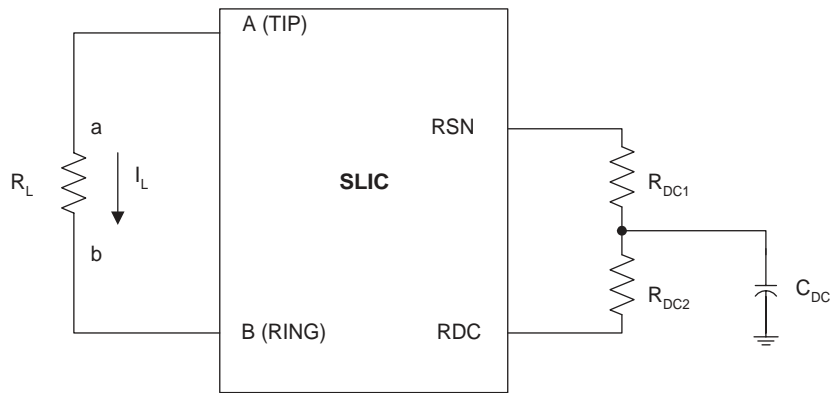 A (TIP)
RSN
a
R_L
I_L
SLIC
R_DC1
b
R_DC2
C_DC
B (RING)
RDC